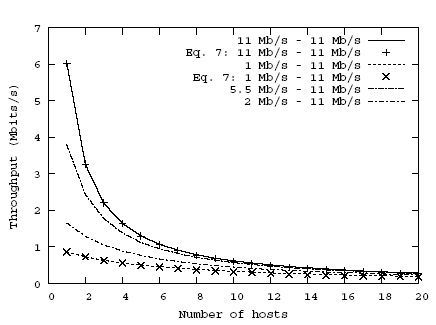 7
6
5
4
3
2
1
0
Throughput (Mbits/s)
11 Mb/s - 11 Mb/s
Eq. 7: 11 Mb/s - 11 Mb/s
1 Mb/s - 11 Mb/s
Eq. 7: 1 Mb/s - 11 Mb/s
5.5 Mb/s - 11 Mb/s
2 Mb/s - 11 Mb/s
0 2 4 6 8 10 12 14 16 18 20
Number of hosts